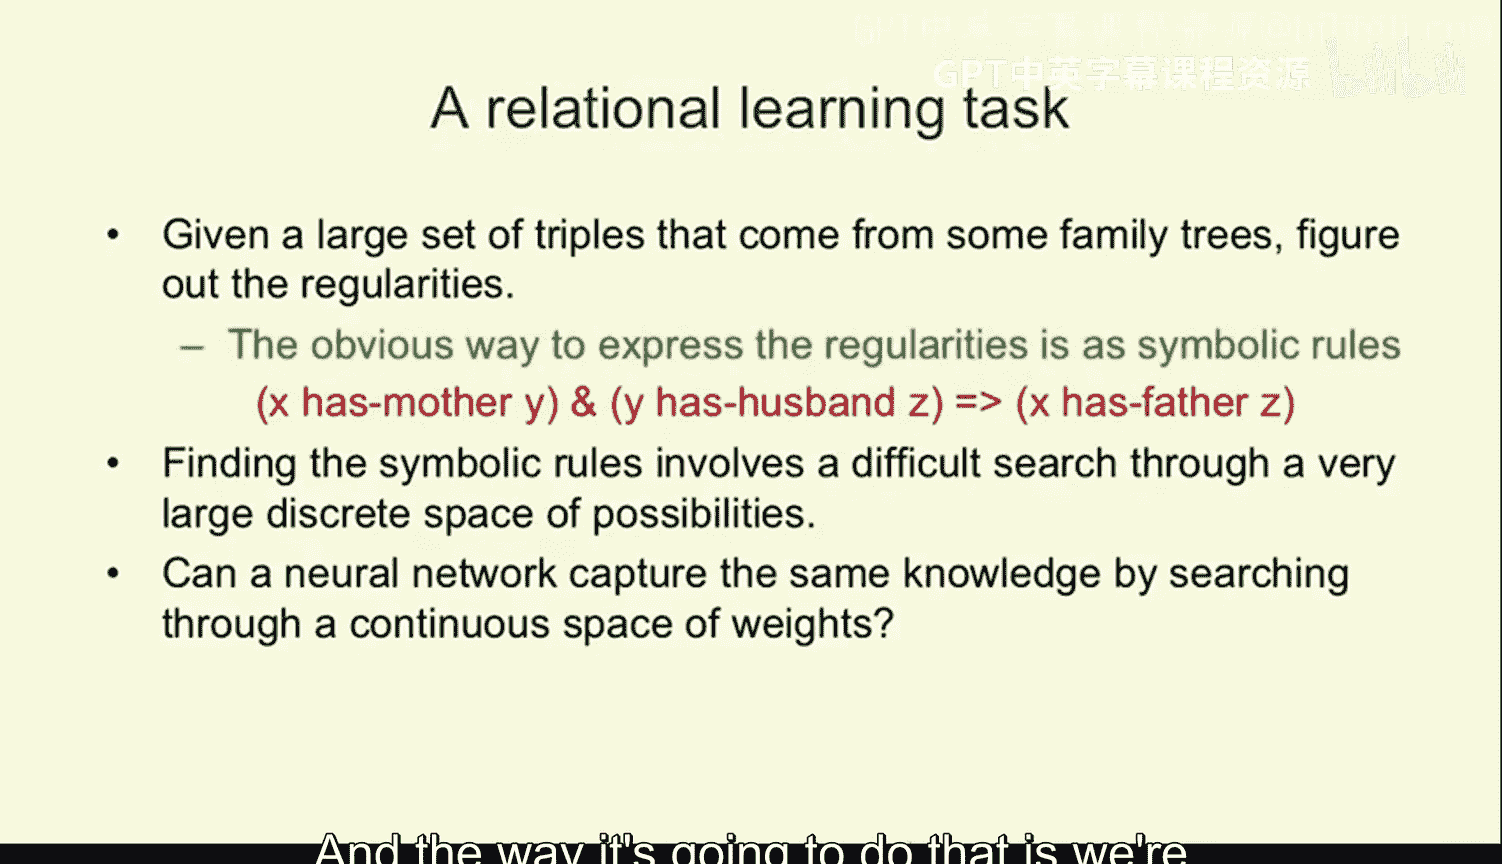 GPT中英字幕课程资源
A relational learning task
• Given a large set of triples that come from some family trees, figure
out the regularities.
– The obvious way to express the regularities is as symbolic rules
(x has-mother y) & (y has-husband z) => (x has-father z)
• Finding the symbolic rules involves a difficult search through a very
large discrete space of possibilities.
• Can a neural network capture the same knowledge by searching
through a continuous space of weights?
And the way it's going to do that is we're